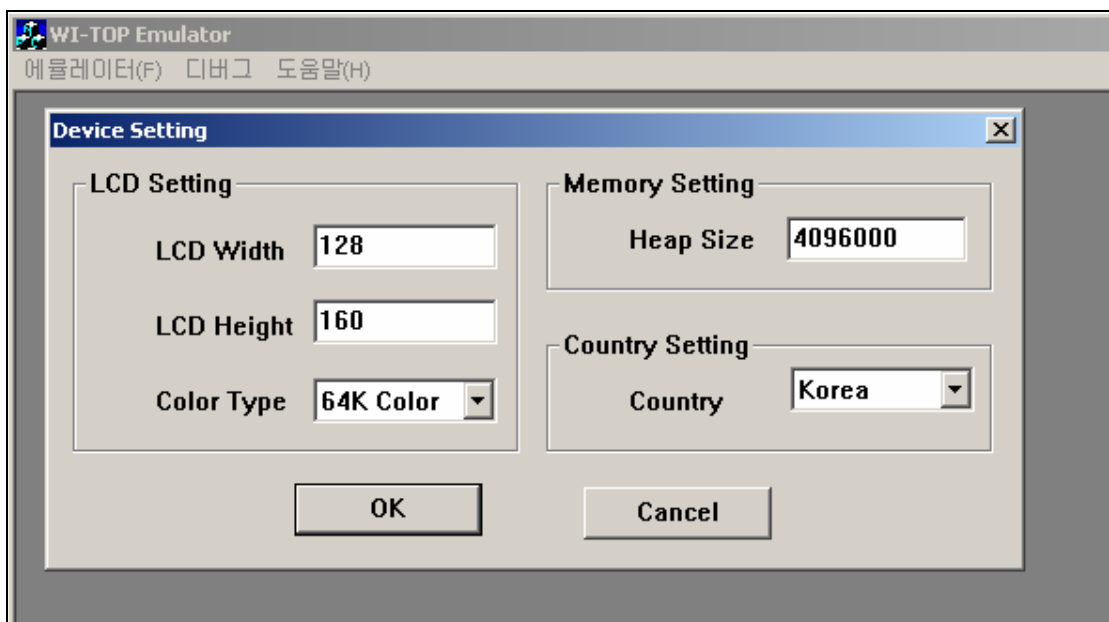 WI-TOP Emulator
에뮬레이터(F) 디버그 도움말(H)
Device Setting
LCD Setting
LCD Width 128
LCD Height 160
Color Type 64K Color
Memory Setting
Heap Size 4096000
Country Setting
Country Korea
OK
Cancel